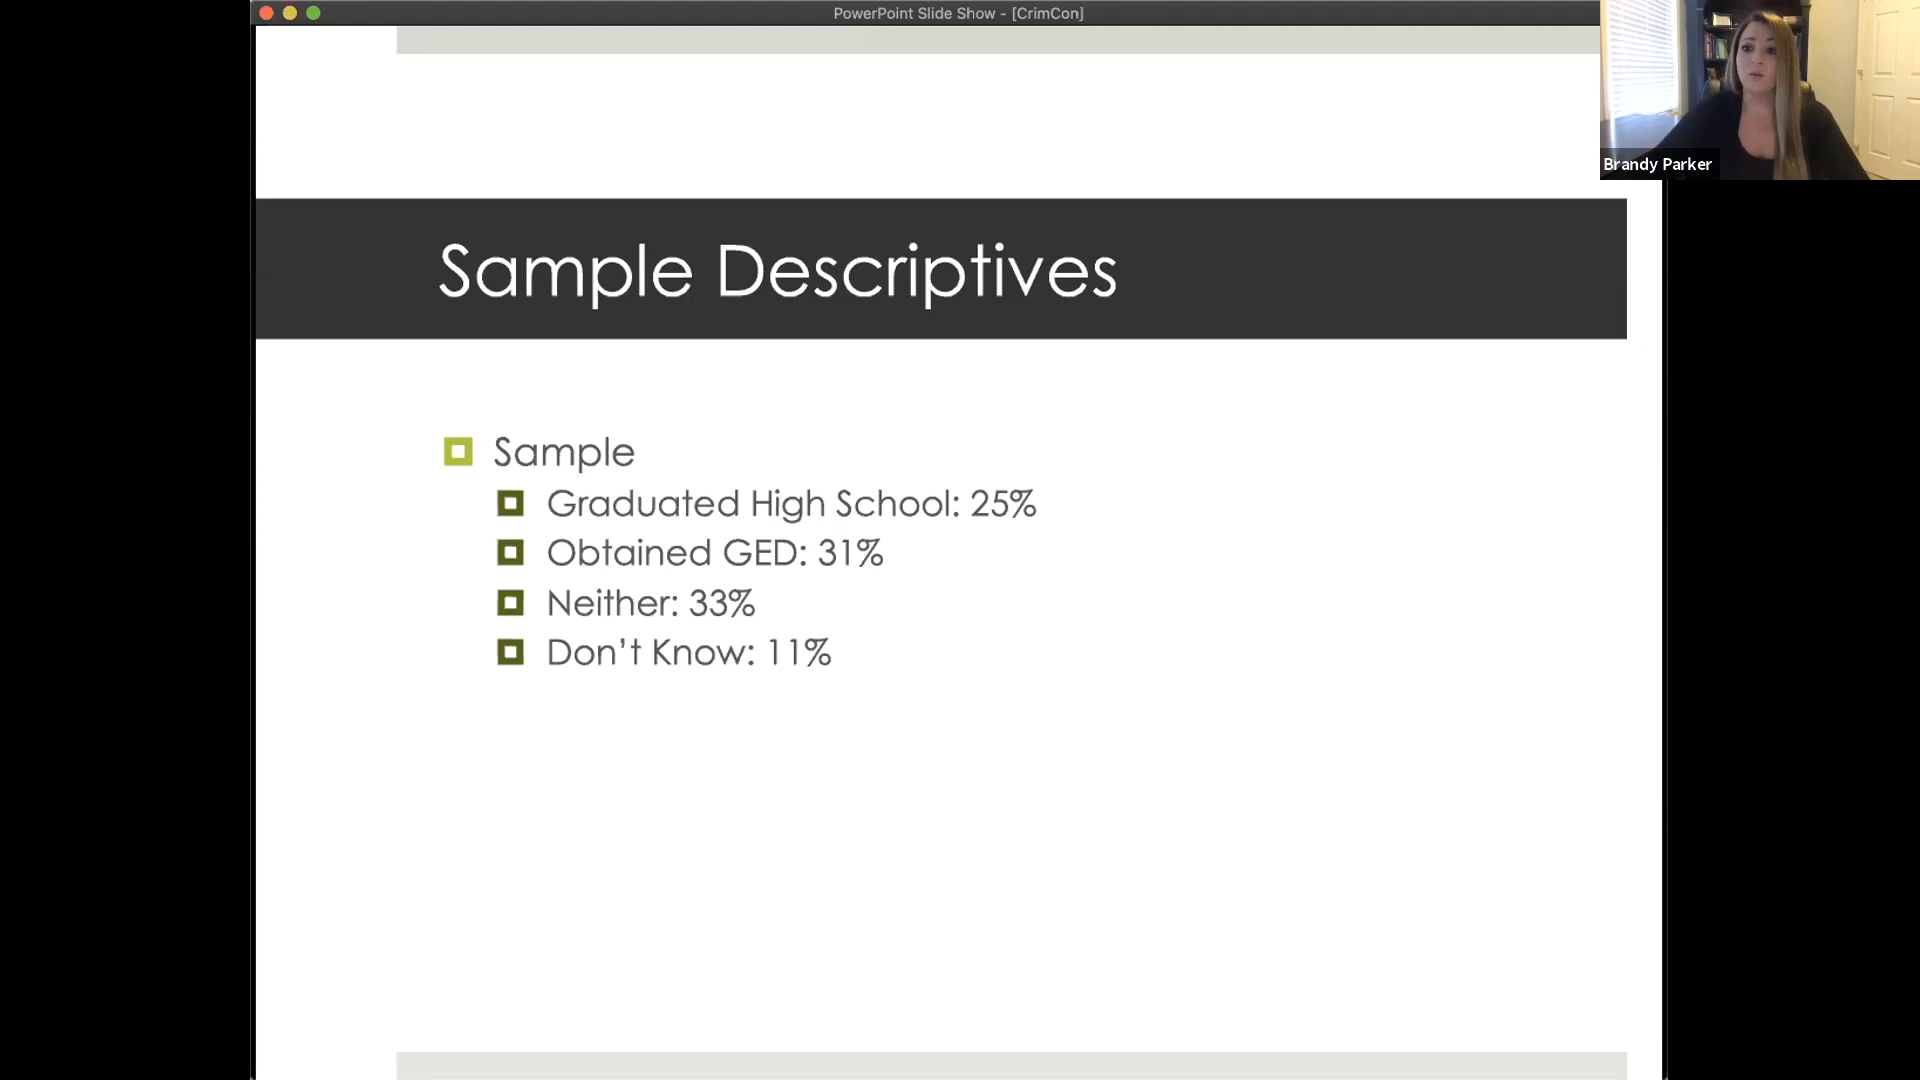 PowerPoint Slide Show - [CrimCon]
Brandy Parker
Sample Descriptives
Sample
Graduated High School: 25%
Obtained GED: 31%
Neither: 33%
Don’t Know: 11%